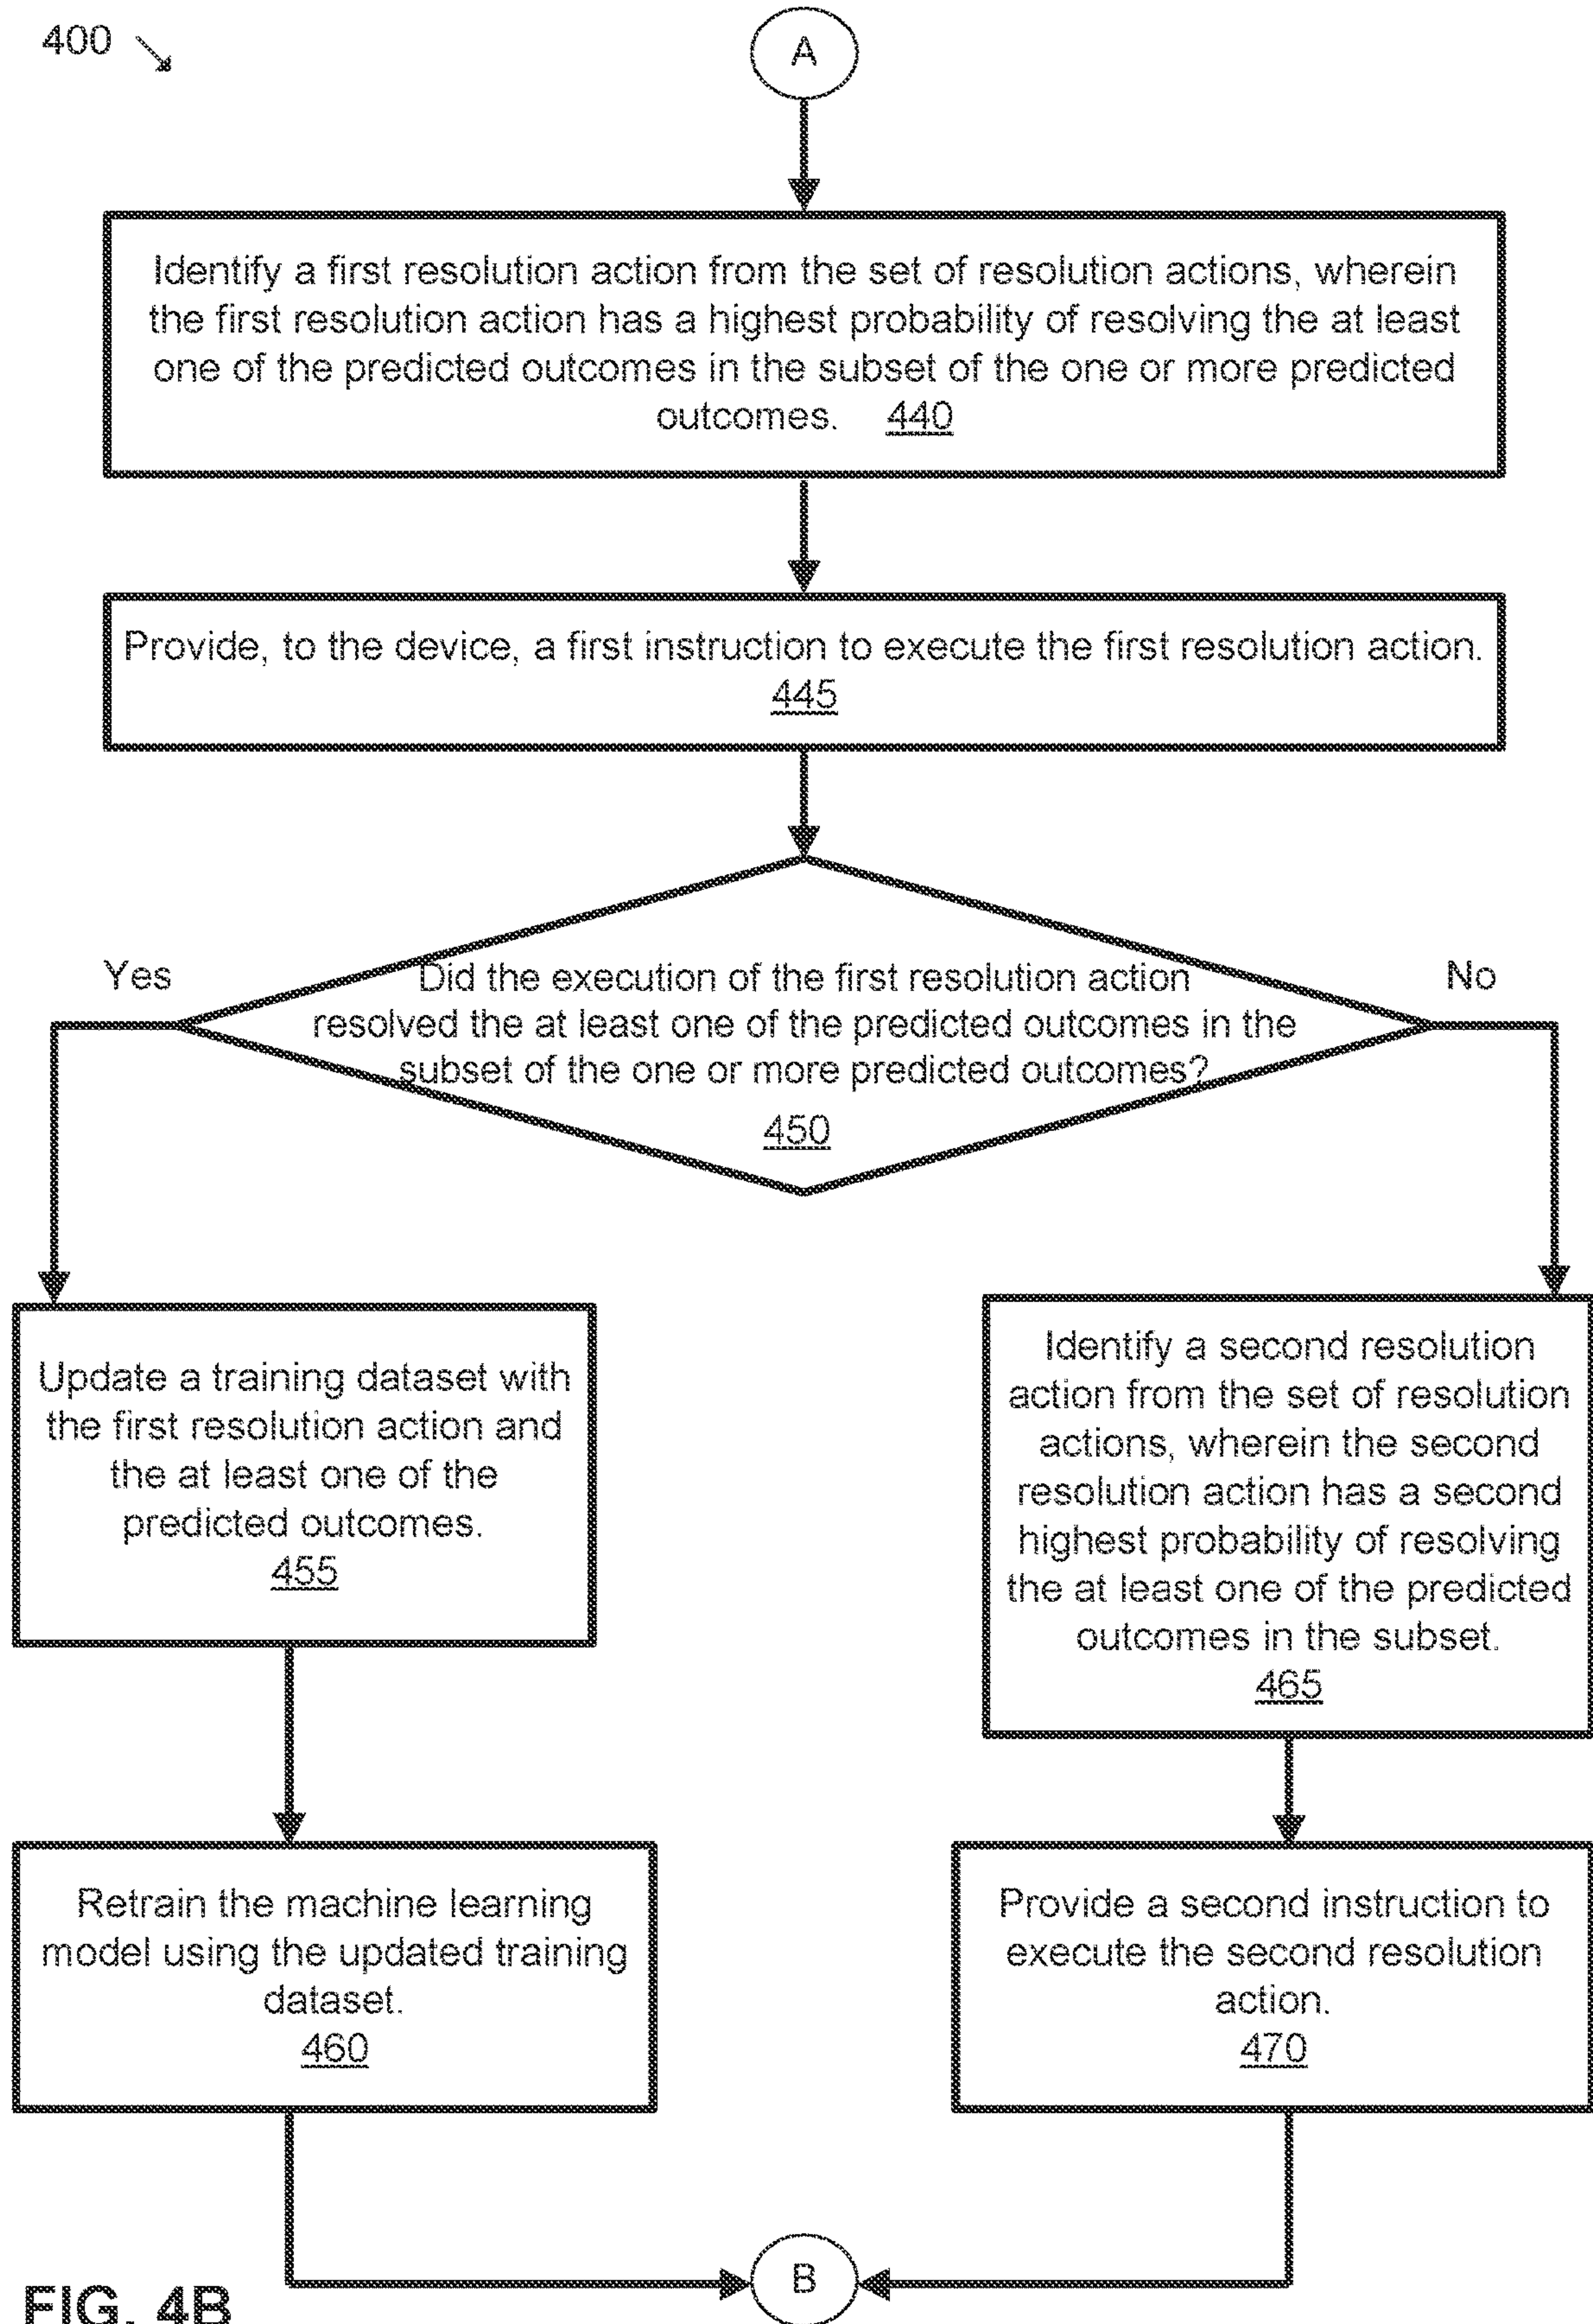 400
A
Identify a first resolution action from the set of resolution actions, wherein
the first resolution action has a highest probability of resolving the at least
one of the predicted outcomes in the subset of the one or more predicted
outcomes. 440
Provide, to the device, a first instruction to execute the first resolution action.
445
Yes
No
Did the execution of the first resolution action
resolved the at least one of the predicted outcomes in the
subset of the one or more predicted outcomes?
450
Update a training dataset with
the first resolution action and
the at least one of the
predicted outcomes.
455
Identify a second resolution
action from the set of resolution
actions, wherein the second
resolution action has a second
highest probability of resolving
the at least one of the predicted
outcomes in the subset.
465
Retrain the machine learning
model using the updated training
dataset.
460
Provide a second instruction to
execute the second resolution
action.
470
B
FIG. 4B